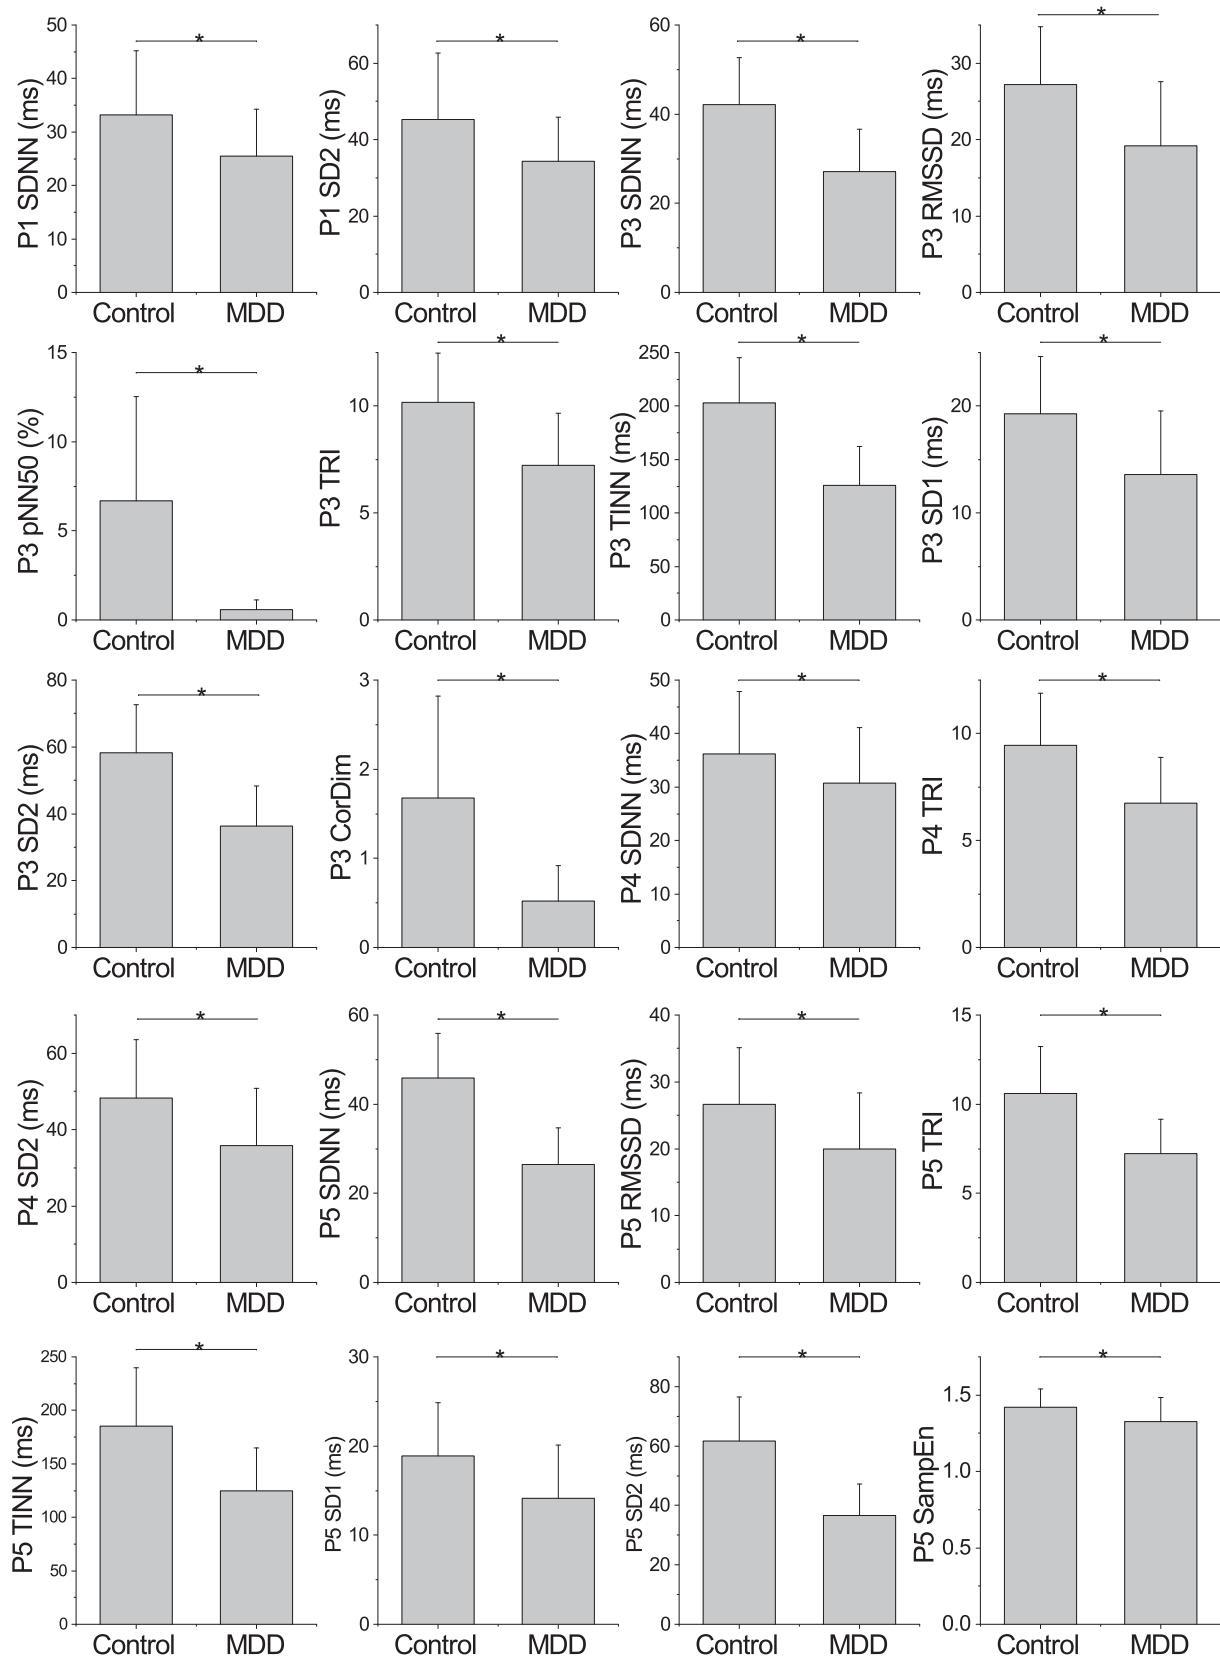 50
40
30
20
10
0
P1 SDNN (ms)
*
Control MDD
60
40
20
0
P1 SD2 (ms)
*
Control MDD
60
40
20
0
P3 SDNN (ms)
*
Control MDD
30
20
10
0
P3 RMSSD (ms)
*
Control MDD
15
10
5
0
P3 pNN50 (%)
*
Control MDD
10
5
0
P3 TRI
*
Control MDD
250
200
150
100
50
0
P3 TINN (ms)
*
Control MDD
20
10
0
P3 SD1 (ms)
*
Control MDD
80
60
40
20
0
P3 SD2 (ms)
*
Control MDD
3
2
1
0
P3 CorDim
*
Control MDD
50
40
30
20
10
0
P4 SDNN (ms)
*
Control MDD
10
5
0
P4 TRI
*
Control MDD
60
40
20
0
P4 SD2 (ms)
*
Control MDD
60
40
20
0
P5 SDNN (ms)
*
Control MDD
40
30
20
10
0
P5 RMSSD (ms)
*
Control MDD
15
10
5
0
P5 TRI
*
Control MDD
250
200
150
100
50
0
P5 TINN (ms)
*
Control MDD
30
20
10
0
P5 SD1 (ms)
*
Control MDD
80
60
40
20
0
P5 SD2 (ms)
*
Control MDD
1.5
1.0
0.5
0.0
P5 SampEn
*
Control MDD